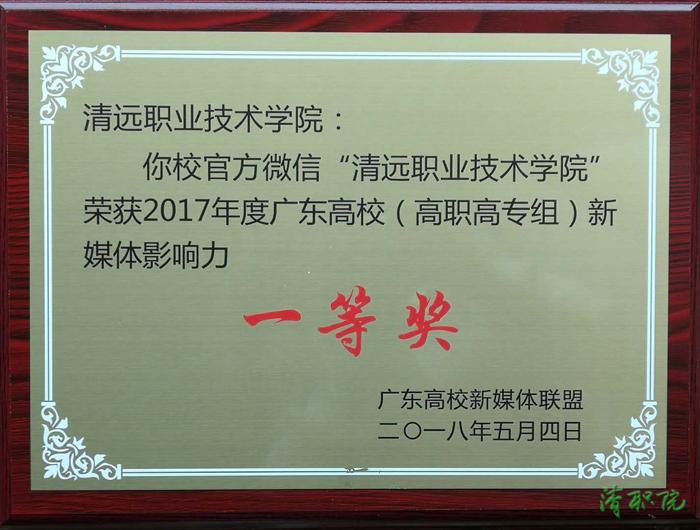 清远职业技术学院：
你校官方微信“清远职业技术学院”
荣获2017年度广东高校（高职高专组）新
媒体影响力
一等奖
广东高校新媒体联盟
二〇一八年五月四日
清职院